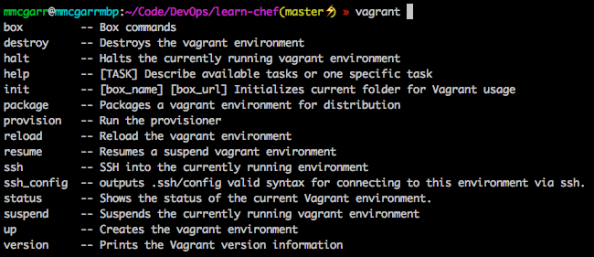 mmcgarr@mmcgarrmbp:~/Code/DevOps/learn-chef(master⚡) » vagrant
box -- Box commands
destroy -- Destroys the vagrant environment
halt -- Halts the currently running vagrant environment
help -- [TASK] Describe available tasks or one specific task
init -- [box_name] [box_url] Initializes current folder for Vagrant usage
package -- Packages a vagrant environment for distribution
provision -- Run the provisioner
reload -- Reload the vagrant environment
resume -- Resumes a suspend vagrant environment
ssh -- SSH into the currently running environment
ssh_config -- outputs .ssh/config valid syntax for connecting to this environment via ssh.
status -- Shows the status of the current Vagrant environment.
suspend -- Suspends the currently running vagrant environment
up -- Creates the vagrant environment
version -- Prints the Vagrant version information